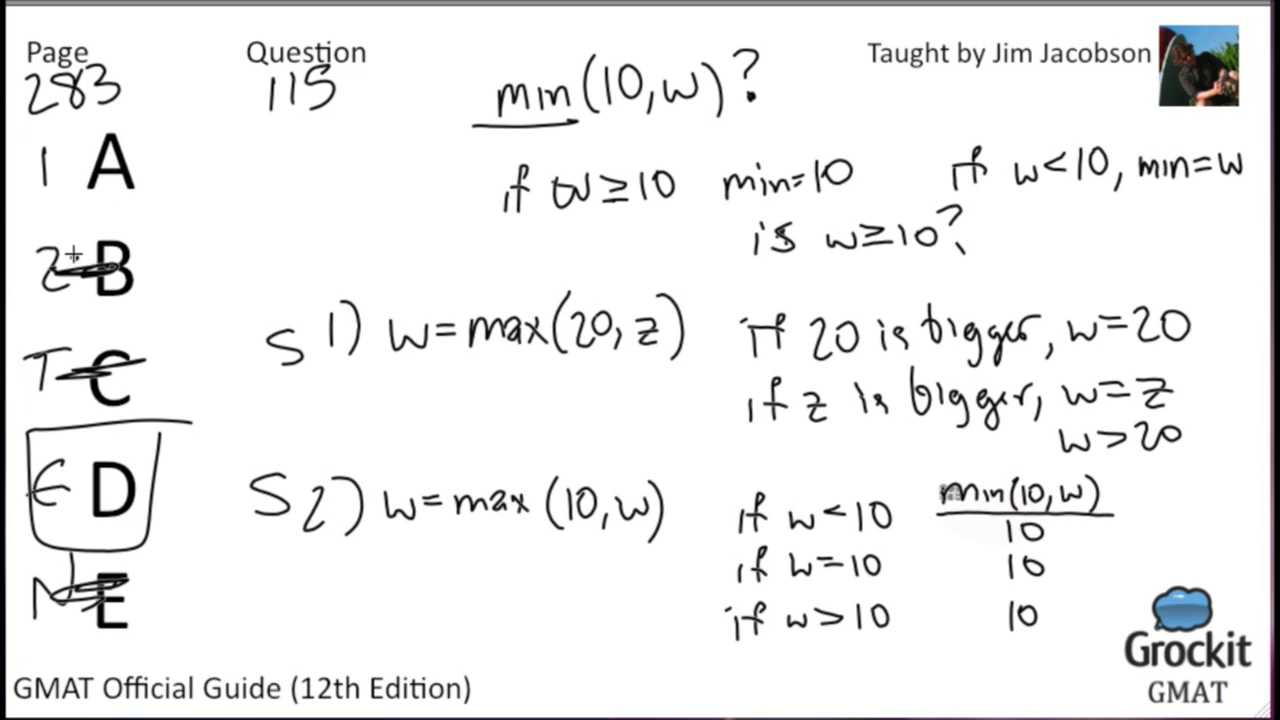 Page Question Taught by Jim Jacobson
283 115 min(10,w)?
1 A if w≥10 min=10 if w<10, min=w
is w≥10?
2 B
S 1) w=max(20,z) if 20 is bigger, w=20
T C if z is bigger, w=z
w>20
E D S 2) w=max(10,w) min(10,w)
if w<10 10
if w=10 10
N E if w>10 10
Grockit
GMAT
GMAT Official Guide (12th Edition)